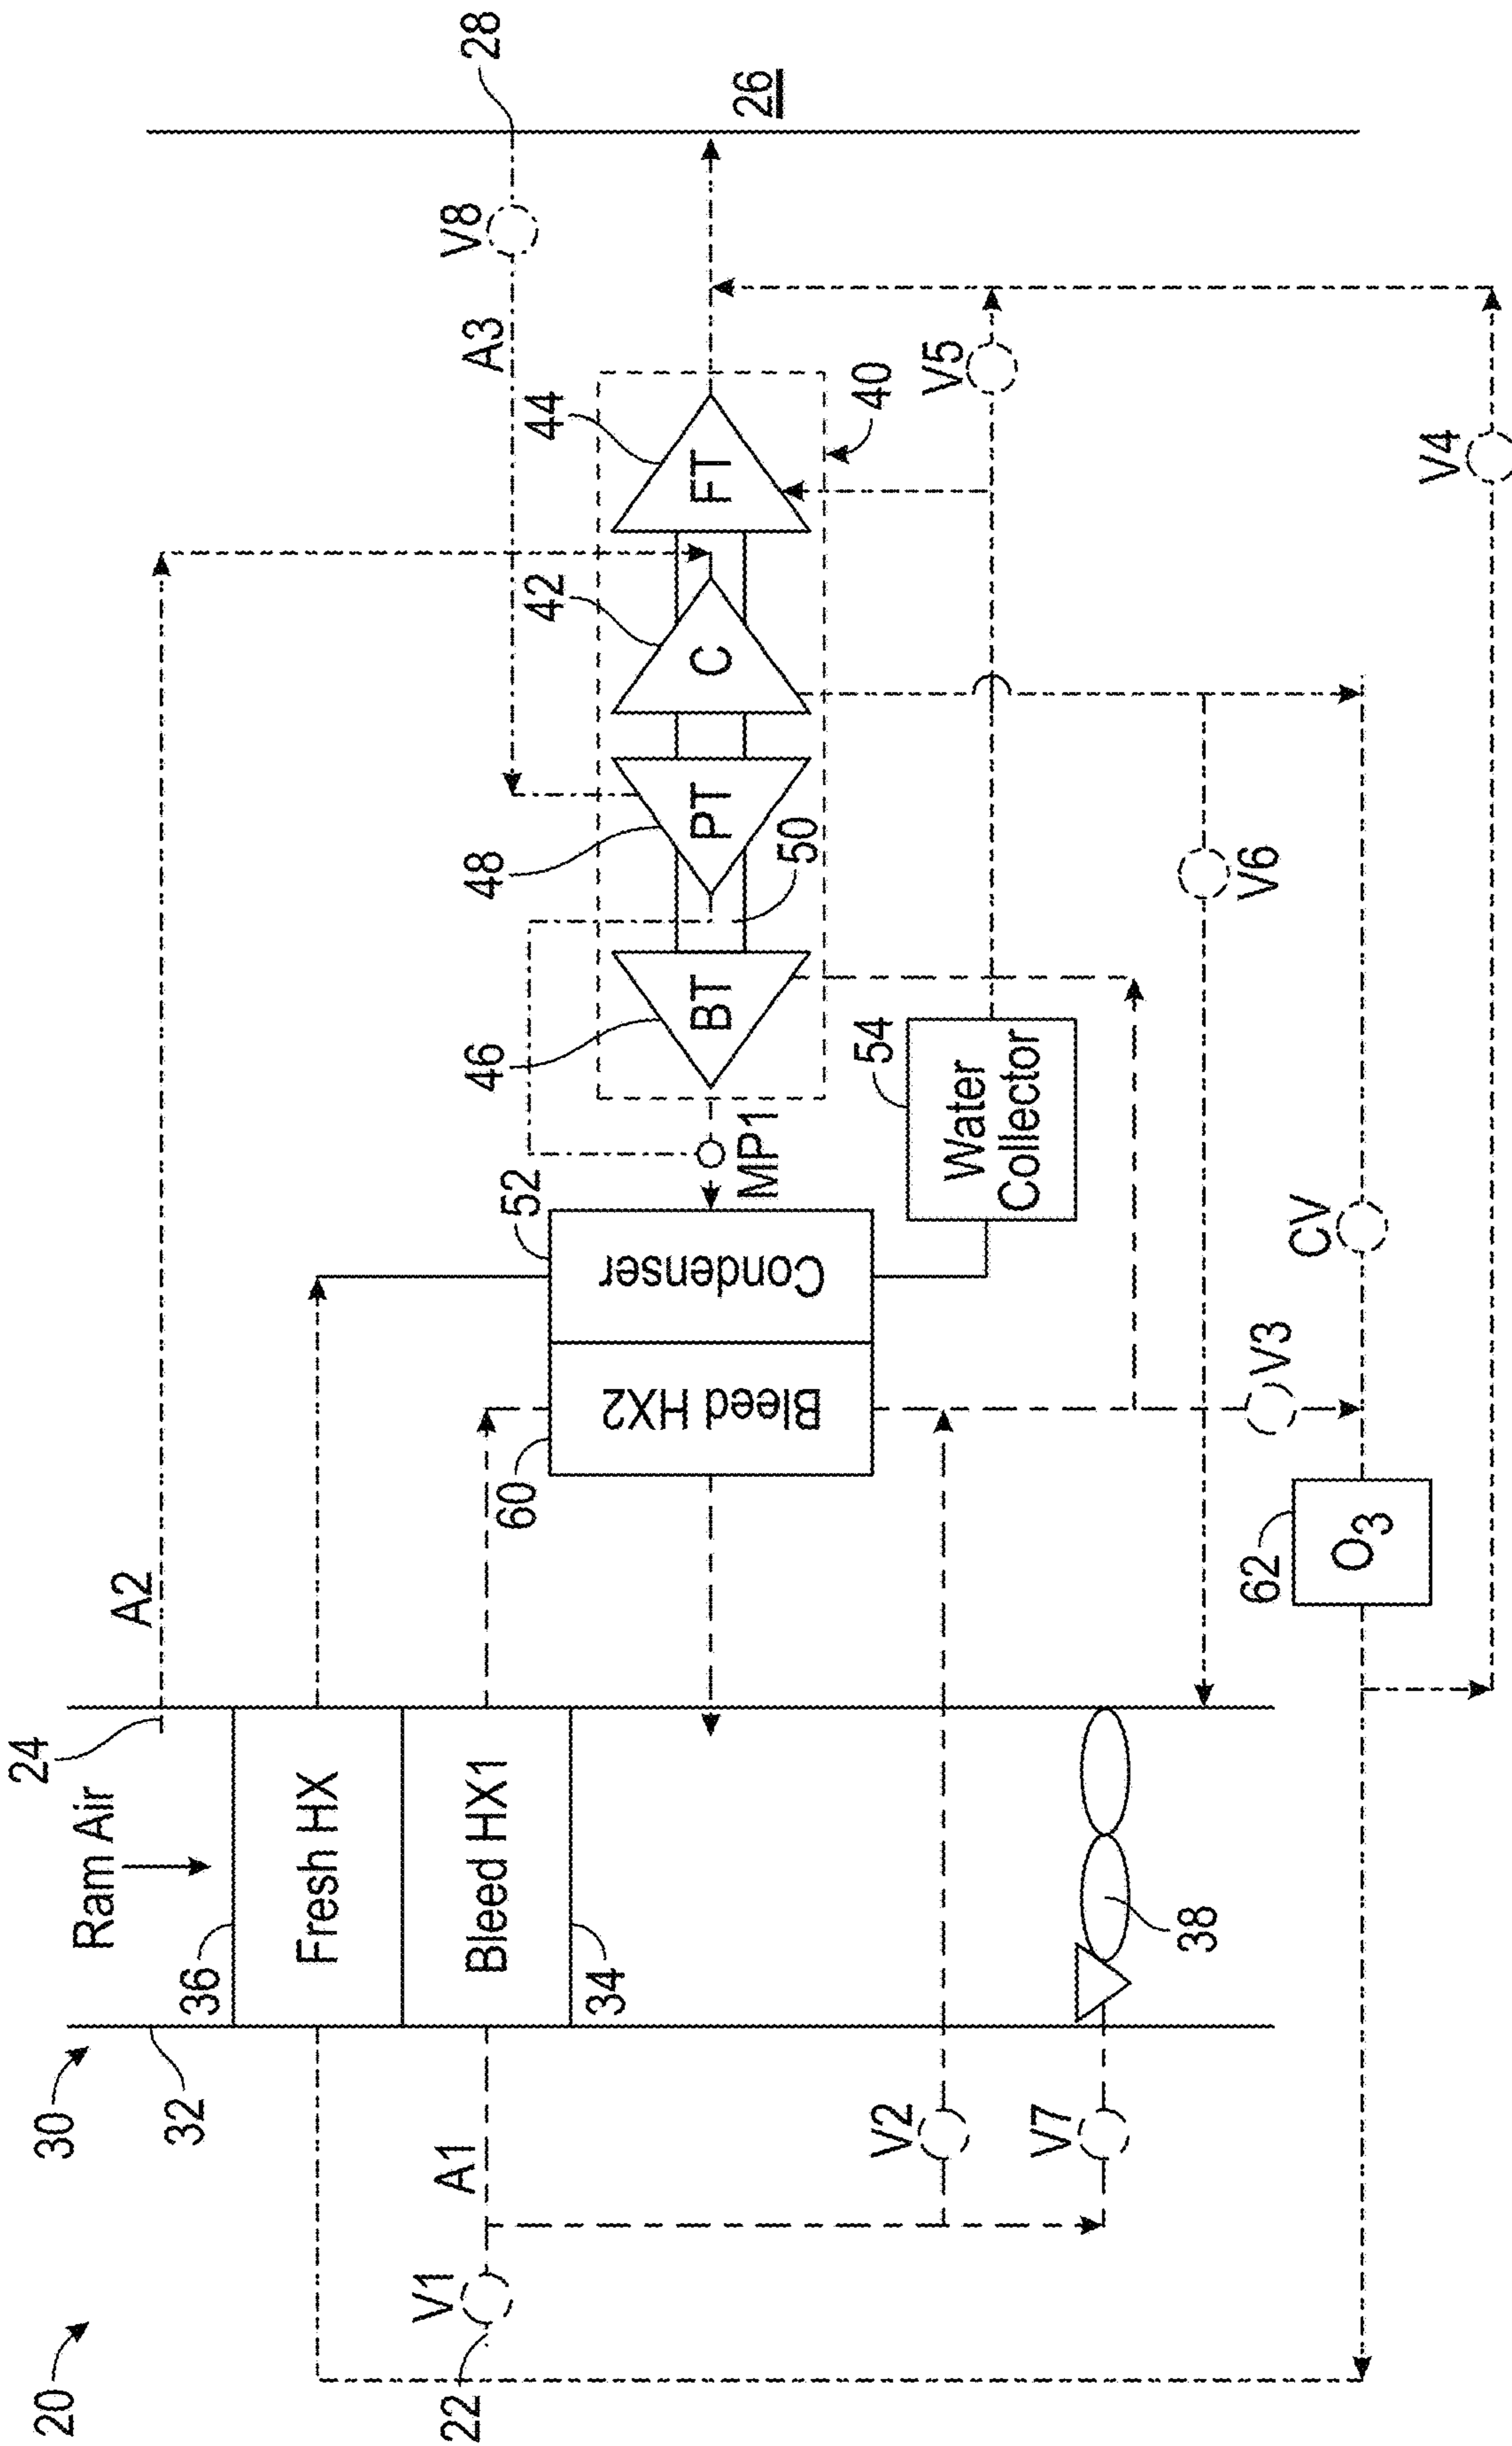 20
30
32
Ram Air
24
A2
36
Fresh HX
Bleed HX1
34
22
V1
A1
V2
V7
38
60
Bleed HX2
52
Condenser
MP1
54
Water
Collector
46
BT
48
PT
50
42
C
44
FT
40
A3
V8
28
26
V5
V4
V6
CV
V3
62
O3